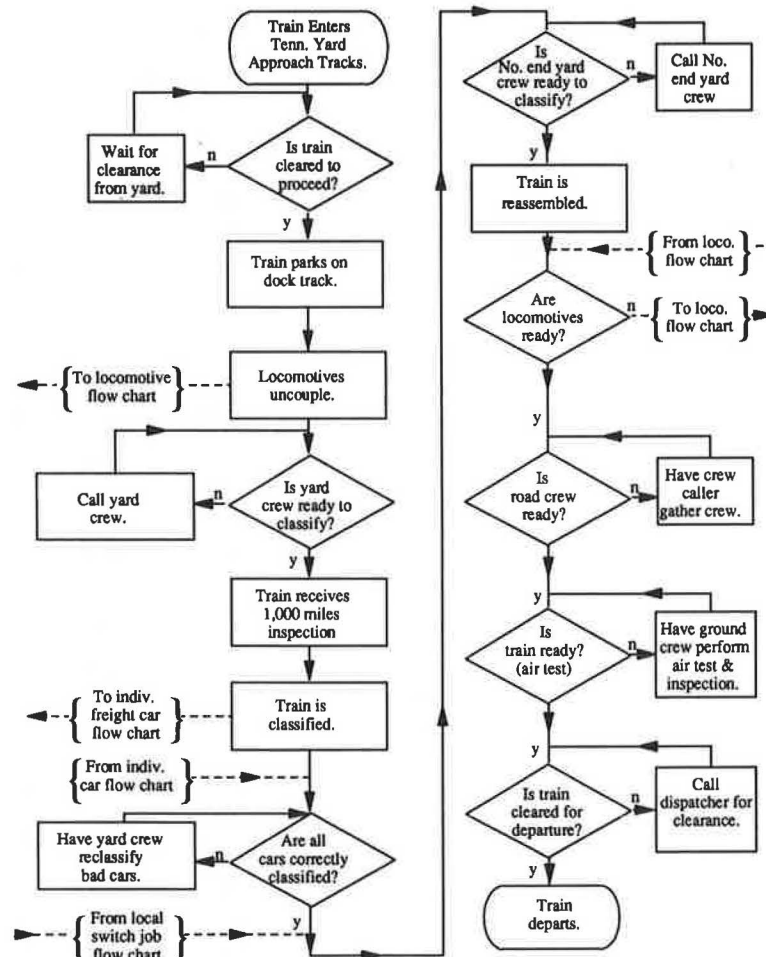 Train Enters
Tenn. Yard
Approach Tracks.
Is train
cleared to
proceed?
n
Wait for
clearance
from yard.
y
Train parks on
dock track.
Locomotives
uncouple.
{ To locomotive }
flow chart
Is yard
crew ready to
classify?
n
Call yard
crew.
y
Train receives
1,000 miles
inspection
Train is
classified.
{ To indiv. }
freight car
flow chart
{ From indiv. }
car flow chart
Are all
cars correctly
classified?
n
Have yard crew
reclassify
bad cars.
y
{ From local }
switch job
flow chart
Is
No. end yard
crew ready to
classify?
n
Call No.
end yard
crew
y
Train is
reassembled.
{ From loco. }
flow chart
Are
locomotives
ready?
n
{ To loco. }
flow chart
y
Is
road crew
ready?
n
Have crew
caller
gather crew.
y
Is
train ready?
(air test)
n
Have ground
crew perform
air test &
inspection.
y
Is train
cleared for
departure?
n
Call
dispatcher for
clearance.
y
Train
departs.